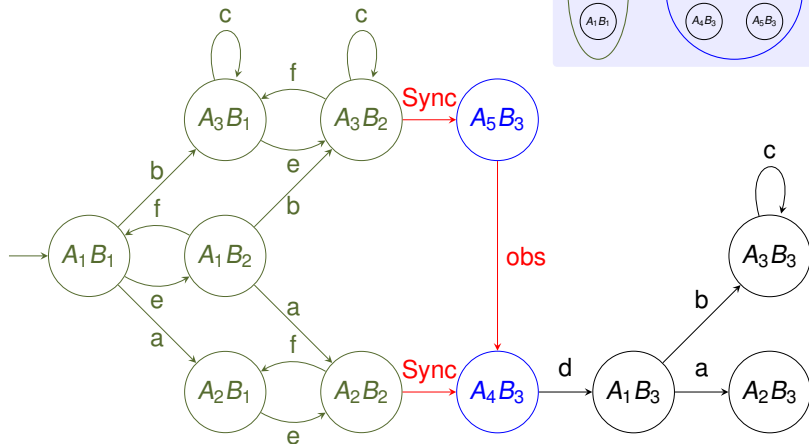 A1B1 A4B3 A5B3
c c
f
A3B1 A3B2 Sync A5B3
e
b b c
f
A1B1 A1B2 obs A3B3
e
a a b
f
A2B1 A2B2 Sync A4B3 d A1B3 a A2B3
e